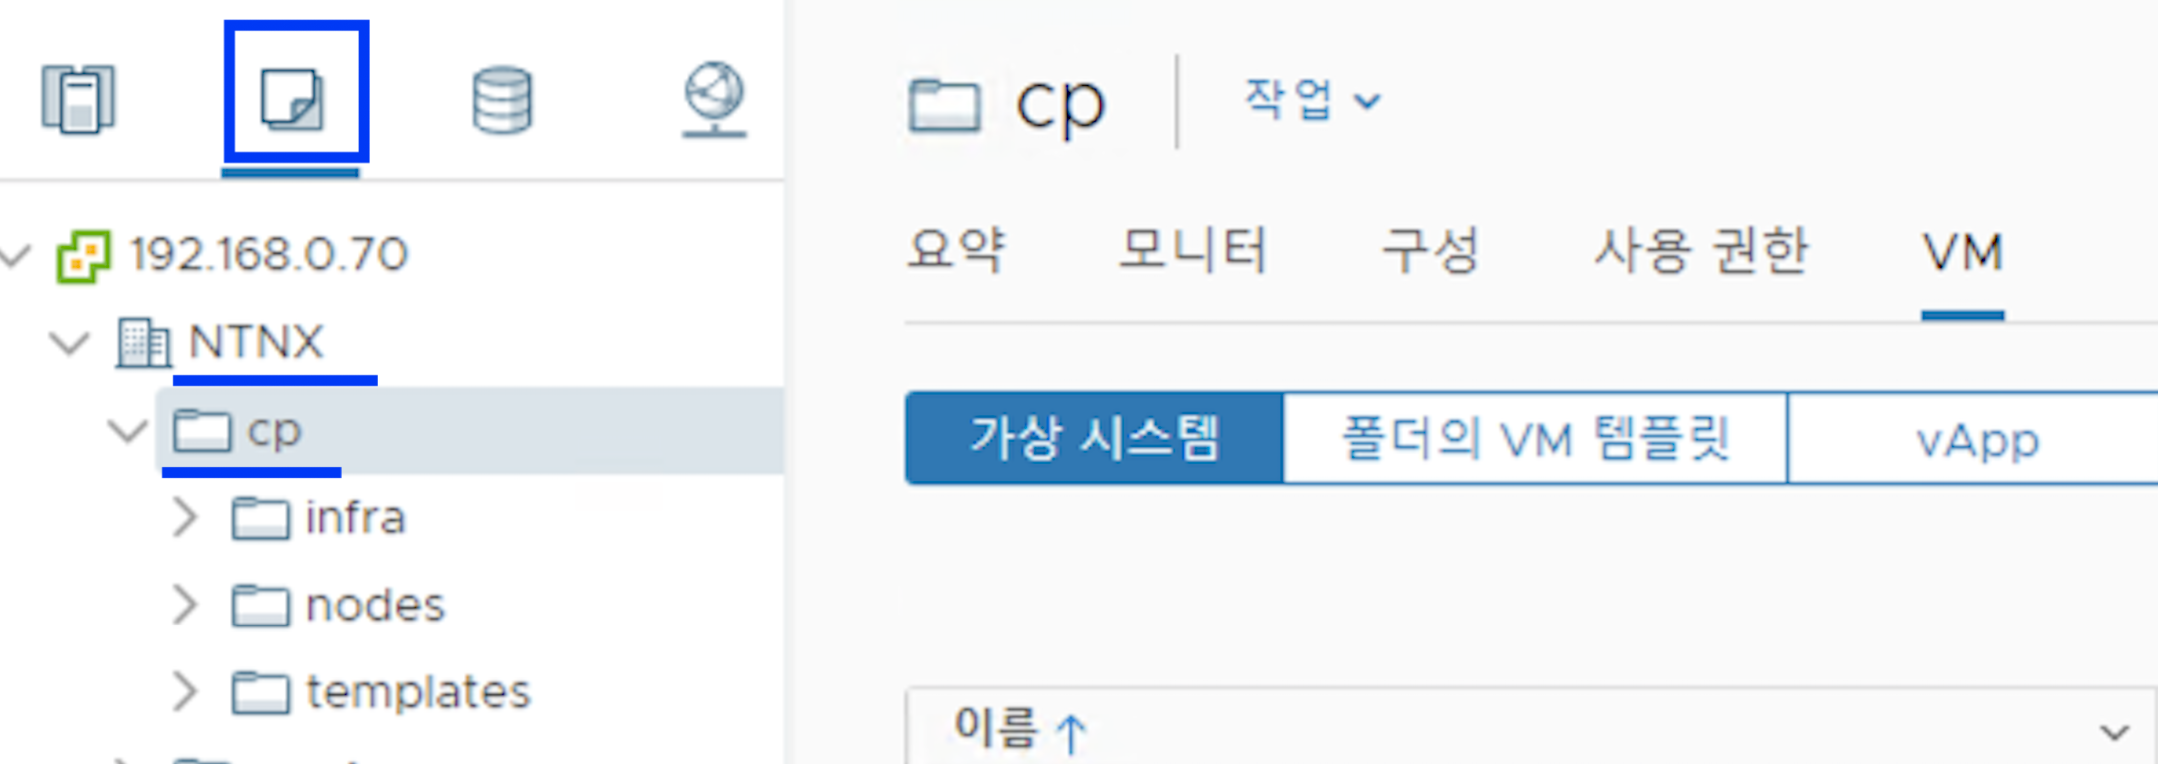 192.168.0.70
NTNX
cp
infra
nodes
templates
cp 작업
요약 모니터 구성 사용 권한 VM
가상 시스템 폴더의 VM 템플릿 vApp
이름